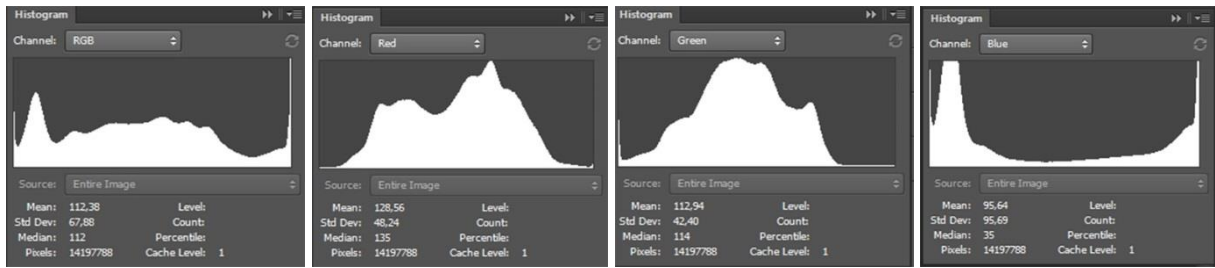 Histogram
Channel: RGB
Source: Entire Image
Mean: 112,38 Level:
Std Dev: 67,88 Count:
Median: 112 Percentile:
Pixels: 14197788 Cache Level: 1
Histogram
Channel: Red
Source: Entire Image
Mean: 128,56 Level:
Std Dev: 48,24 Count:
Median: 135 Percentile:
Pixels: 14197788 Cache Level: 1
Histogram
Channel: Green
Source: Entire Image
Mean: 112,94 Level:
Std Dev: 42,40 Count:
Median: 114 Percentile:
Pixels: 14197788 Cache Level: 1
Histogram
Channel: Blue
Source: Entire Image
Mean: 95,64 Level:
Std Dev: 95,69 Count:
Median: 35 Percentile:
Pixels: 14197788 Cache Level: 1